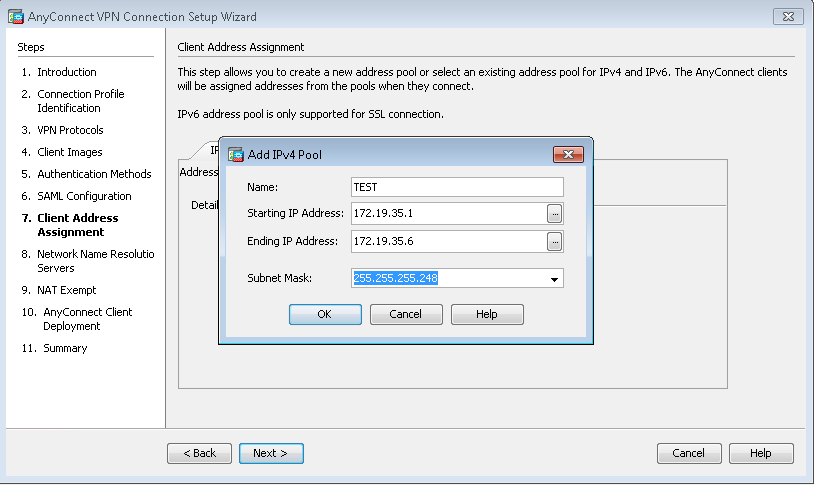 AnyConnect VPN Connection Setup Wizard
Steps
1. Introduction
2. Connection Profile
Identification
3. VPN Protocols
4. Client Images
5. Authentication Methods
6. SAML Configuration
7. Client Address
Assignment
8. Network Name Resolutio
Servers
9. NAT Exempt
10. AnyConnect Client
Deployment
11. Summary
Client Address Assignment
This step allows you to create a new address pool or select an existing address pool for IPv4 and IPv6. The AnyConnect clients
will be assigned addresses from the pools when they connect.
IPv6 address pool is only supported for SSL connection.
IP
Address
Detail
Add IPv4 Pool
Name: TEST
Starting IP Address: 172.19.35.1 ...
Ending IP Address: 172.19.35.6 ...
Subnet Mask: 255.255.255.248
OK Cancel Help
< Back Next > Cancel Help